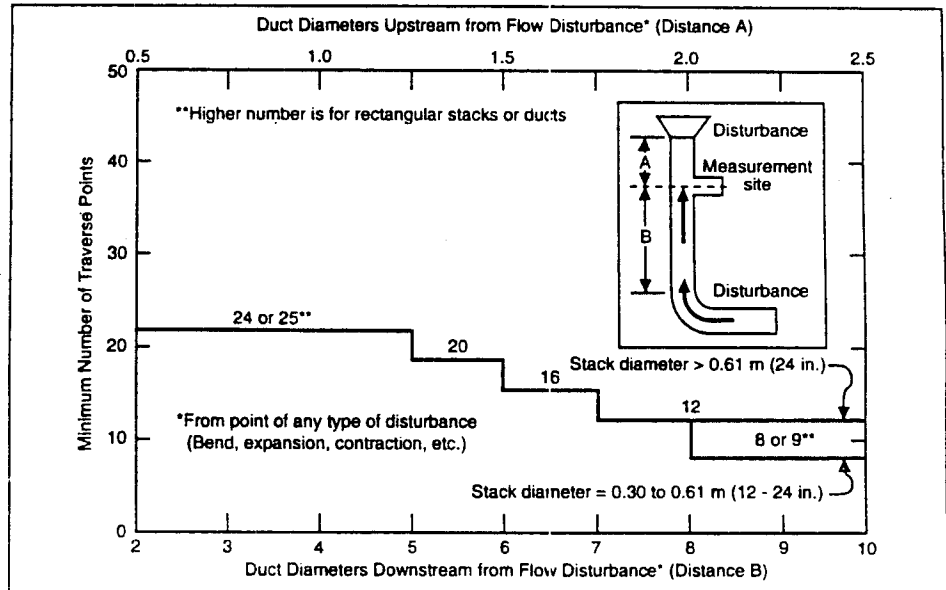 Duct Diameters Upstream from Flow Disturbance* (Distance A)
0.5 1.0 1.5 2.0 2.5
50
40
30
20
10
0
Minimum Number of Traverse Points
**Higher number is for rectangular stacks or ducts
Disturbance
A
Measurement
site
B
Disturbance
24 or 25**
20
16
Stack diameter > 0.61 m (24 in.)
12
*From point of any type of disturbance
(Bend, expansion, contraction, etc.)
8 or 9**
Stack diameter = 0.30 to 0.61 m (12 - 24 in.)
2 3 4 5 6 7 8 9 10
Duct Diameters Downstream from Flow Disturbance* (Distance B)